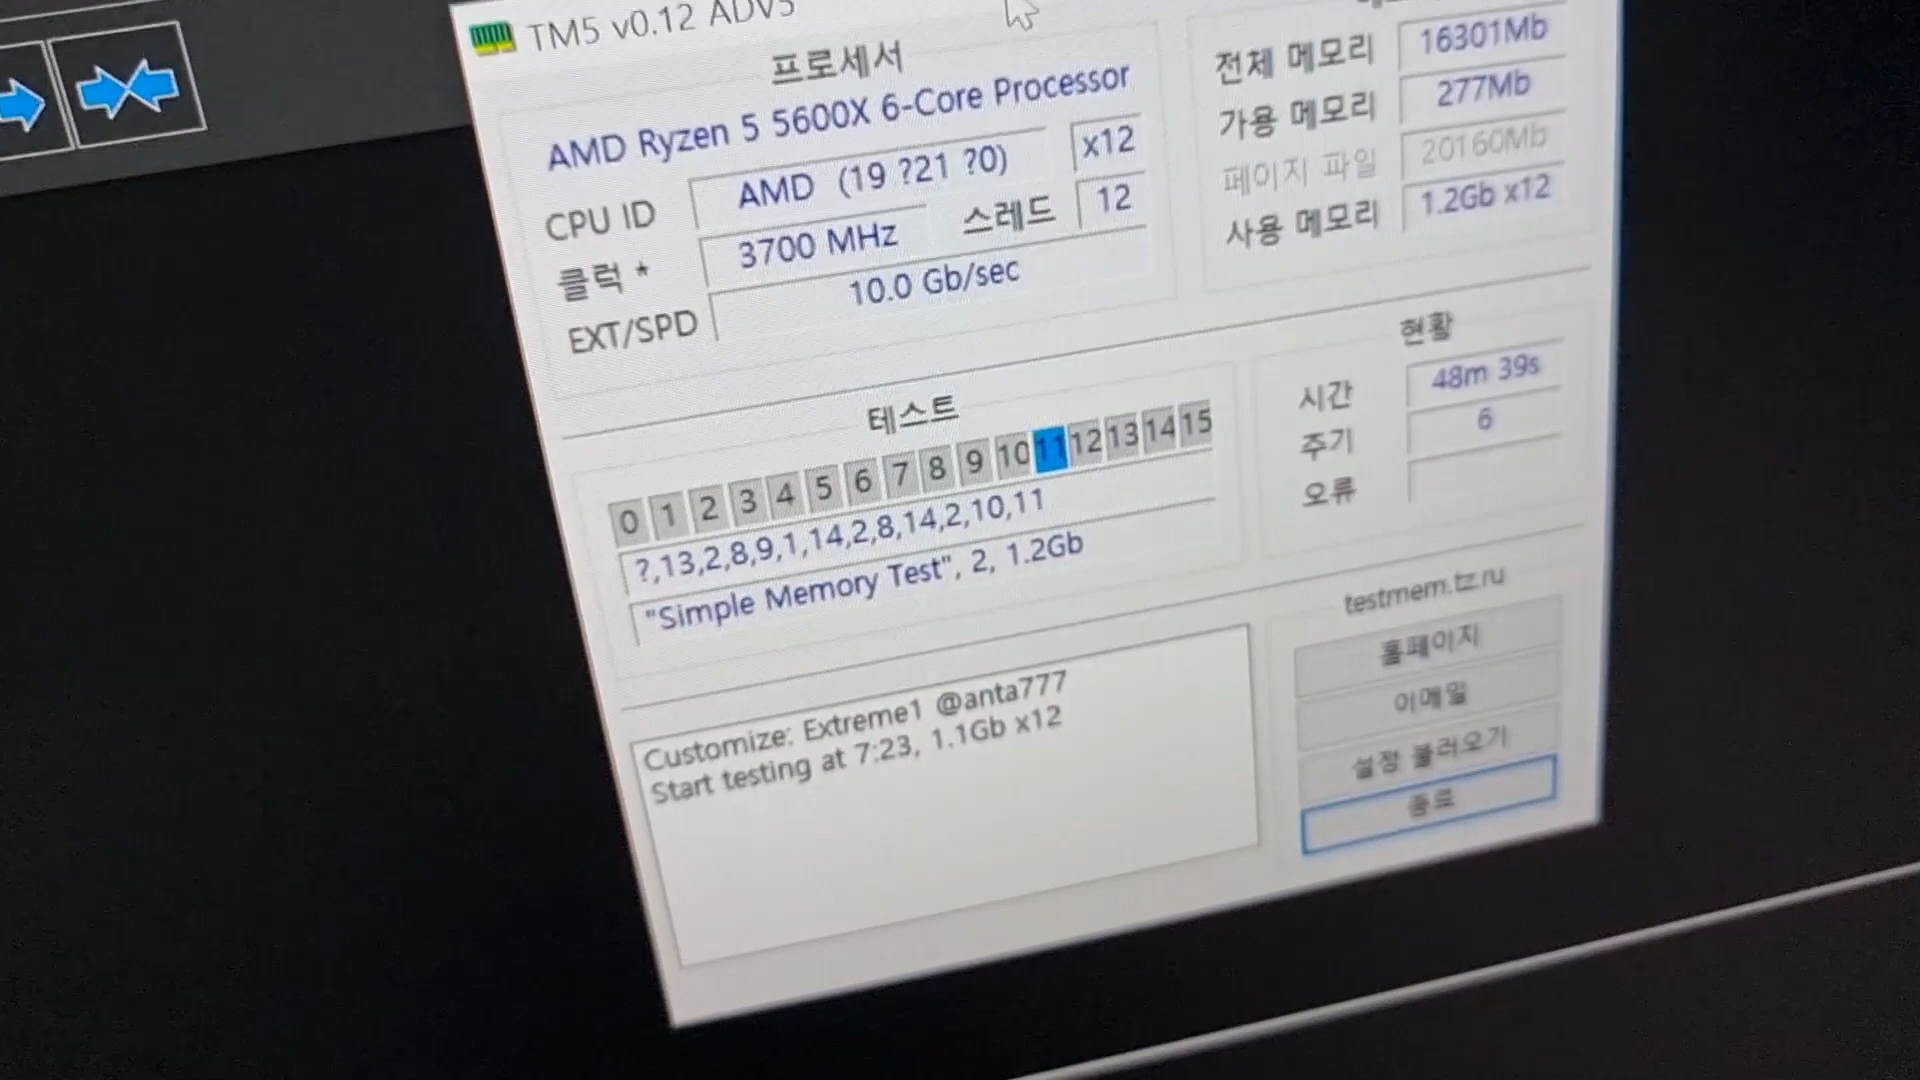 TM5 v0.12 ADV5
프로세서
AMD Ryzen 5 5600X 6-Core Processor
CPU ID AMD (19 ?21 ?0) x12
클럭 * 3700 MHz 스레드 12
EXT/SPD 10.0 Gb/sec
전체 메모리 16301Mb
가용 메모리 277Mb
페이지 파일 20160Mb
사용 메모리 1.2Gb x12
테스트
0 1 2 3 4 5 6 7 8 9 10 11 12 13 14 15
?,13,2,8,9,1,14,2,8,14,2,10,11
"Simple Memory Test", 2, 1.2Gb
현황
시간 48m 39s
주기 6
오류
Customize: Extreme1 @anta777
Start testing at 7:23, 1.1Gb x12
testmem.tz.ru
홈페이지
이메일
설정 불러오기
종료